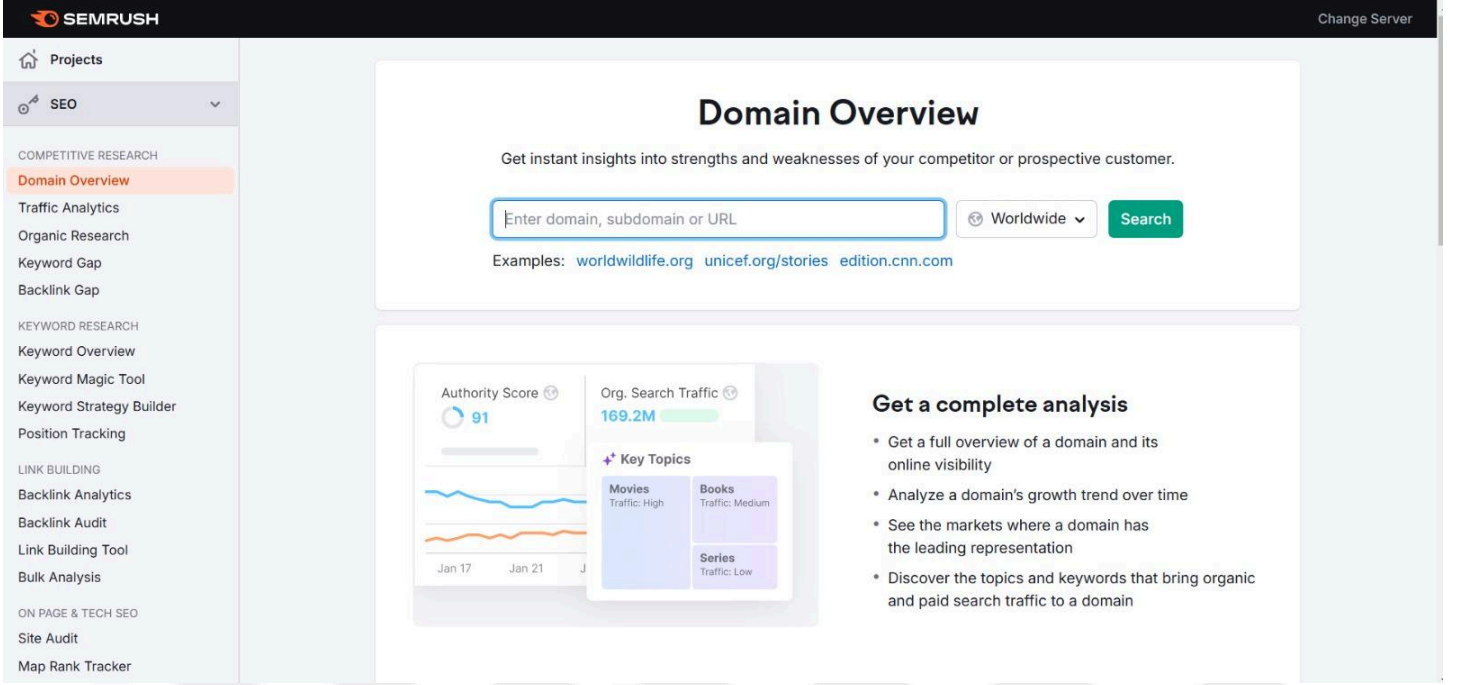 SEMRUSH
Change Server
Projects
SEO
COMPETITIVE RESEARCH
Domain Overview
Traffic Analytics
Organic Research
Keyword Gap
Backlink Gap
KEYWORD RESEARCH
Keyword Overview
Keyword Magic Tool
Keyword Strategy Builder
Position Tracking
LINK BUILDING
Backlink Analytics
Backlink Audit
Link Building Tool
Bulk Analysis
ON PAGE & TECH SEO
Site Audit
Map Rank Tracker
Domain Overview
Get instant insights into strengths and weaknesses of your competitor or prospective customer.
Enter domain, subdomain or URL
Worldwide
Search
Examples: worldwildlife.org unicef.org/stories edition.cnn.com
Authority Score
91
Org. Search Traffic
169.2M
Key Topics
Movies
Traffic: High
Books
Traffic: Medium
Series
Traffic: Low
Jan 17 Jan 21 J
Get a complete analysis
• Get a full overview of a domain and its
online visibility
• Analyze a domain’s growth trend over time
• See the markets where a domain has
the leading representation
• Discover the topics and keywords that bring organic
and paid search traffic to a domain